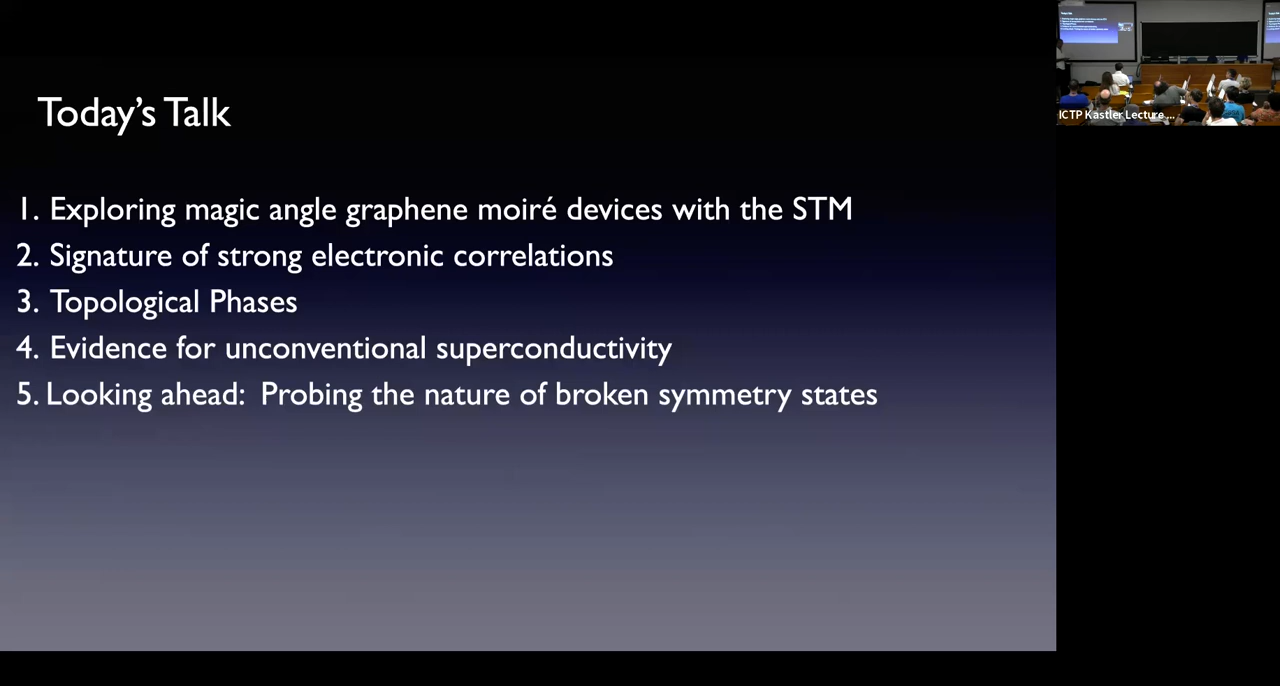 Today's Talk
1. Exploring magic angle graphene moiré devices with the STM
2. Signature of strong electronic correlations
3. Topological Phases
4. Evidence for unconventional superconductivity
5. Looking ahead:  Probing the nature of broken symmetry states
ICTP Kastler Lecture ...